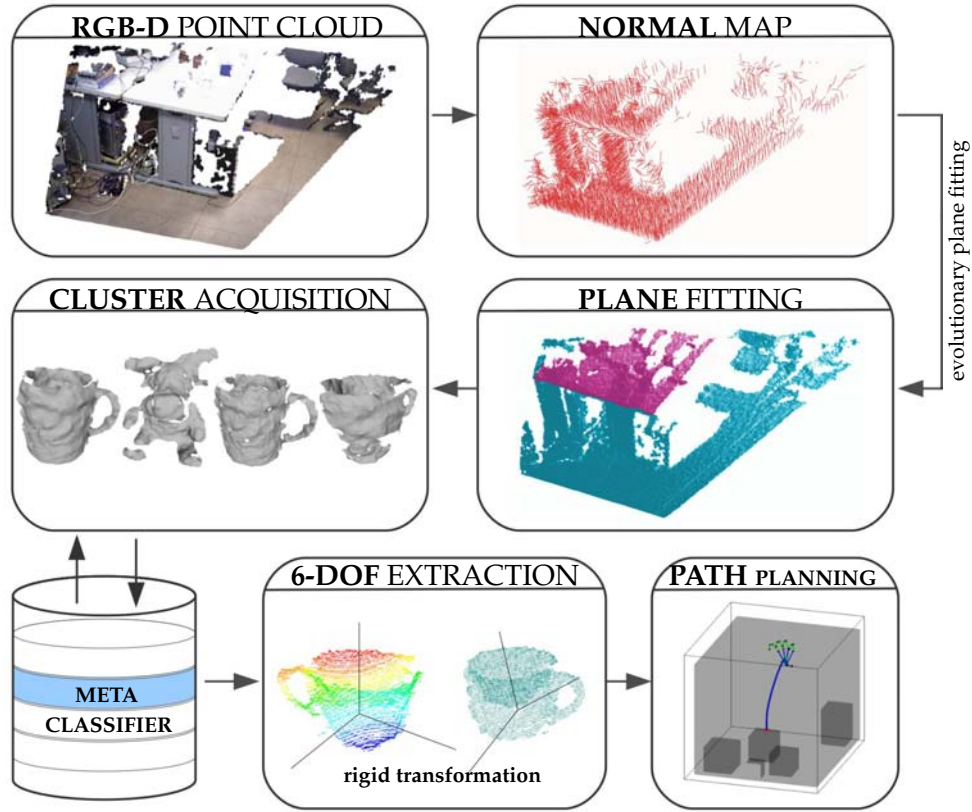 RGB-D POINT CLOUD
NORMAL MAP
evolutionary plane fitting
CLUSTER ACQUISITION
PLANE FITTING
6-DOF EXTRACTION
PATH PLANNING
META
CLASSIFIER
rigid transformation